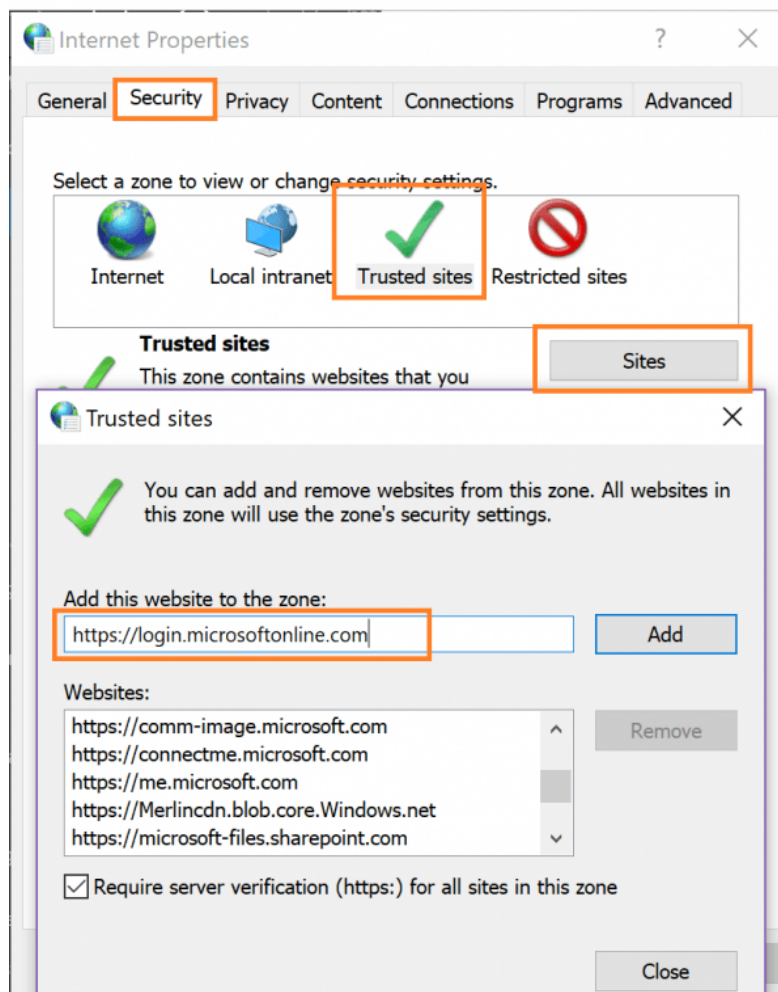 Internet Properties
?
General Security Privacy Content Connections Programs Advanced
Select a zone to view or change security settings.
Internet Local intranet Trusted sites Restricted sites
Trusted sites
Sites
This zone contains websites that you
Trusted sites
You can add and remove websites from this zone. All websites in
this zone will use the zone's security settings.
Add this website to the zone:
https://login.microsoftonline.com
Add
Websites:
https://comm-image.microsoft.com
Remove
https://connectme.microsoft.com
https://me.microsoft.com
https://Merlincdn.blob.core.Windows.net
https://microsoft-files.sharepoint.com
Require server verification (https:) for all sites in this zone
Close